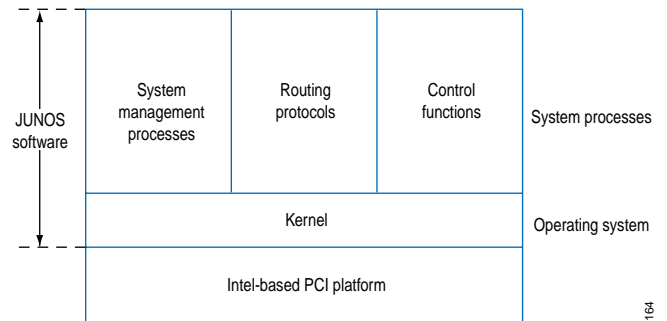 JUNOS
software
System
management
processes
Routing
protocols
Control
functions
System processes
Kernel
Operating system
Intel-based PCI platform
164